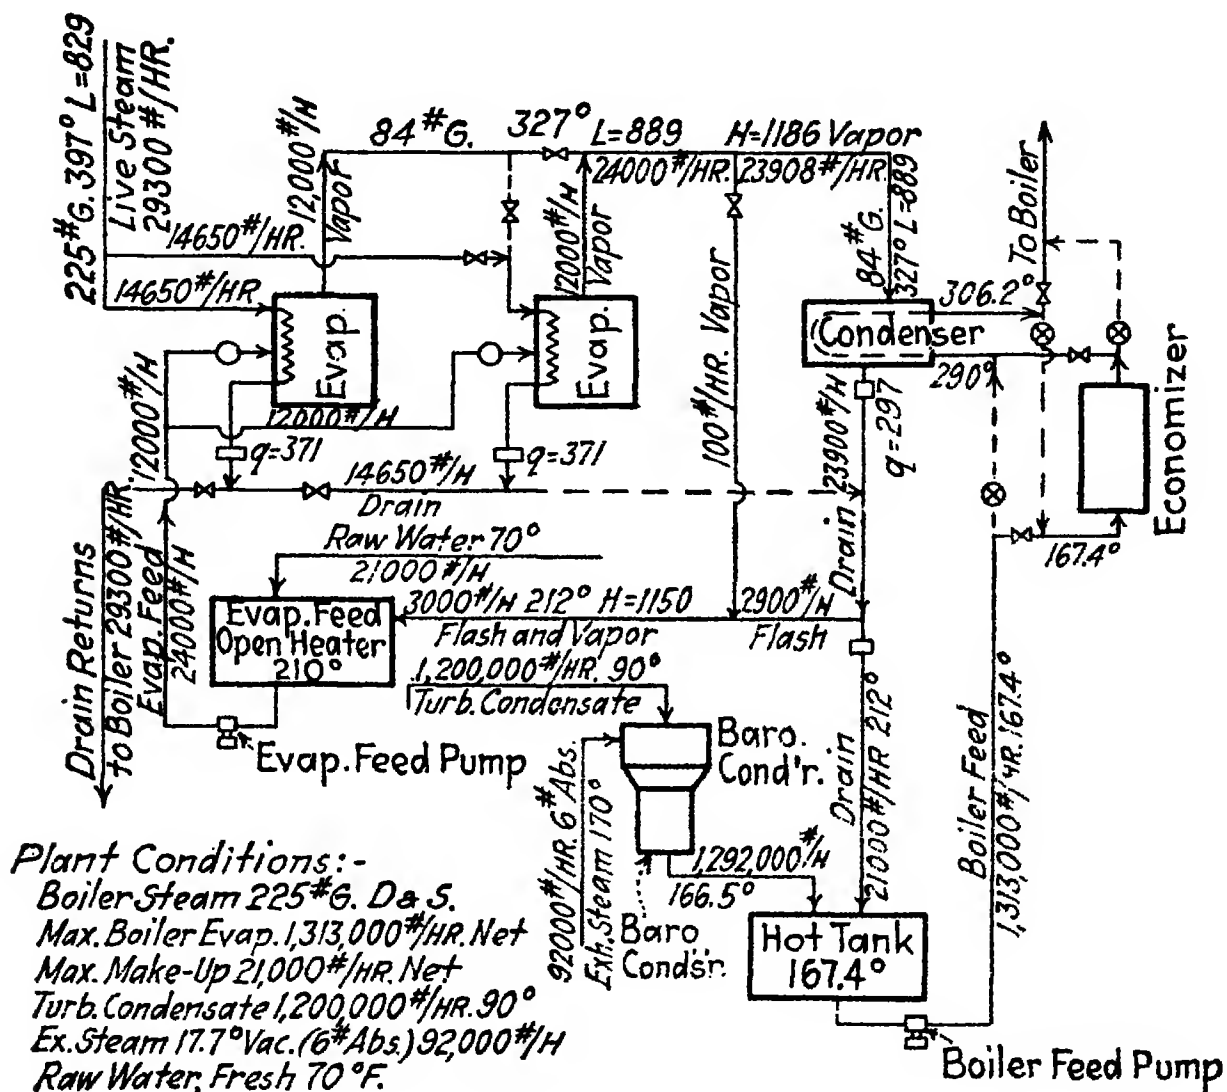 225#G. 397° L=829
Live Steam
29300#/HR.
12,000#/H
Vapor
84#G.
327°
L=889
H=1186 Vapor
24000#/HR.
23908#/HR.
14650#/HR.
14650#/HR
12000#/H
Vapor
84#G.
327° L=889
To Boiler
306.2°
Evap.
Evap.
Condenser
290°
Economizer
12000#/H
12000#/H
100#/HR. Vapor
23900#/H
q=297
q=371
q=371
14650#/H
Drain
Drain
167.4°
Raw Water 70°
21000#/H
Drain Returns
to Boiler 29300#/HR.
Evap. Feed
24000#/H
Evap. Feed
Open Heater
210°
3000#/H 212° H=1150
Flash and Vapor
2900#/H
Flash
1,200,000#/HR. 90°
Turb. Condensate
Evap. Feed Pump
Baro.
Cond'r.
92000#/HR. 6# Abs.
Exh. Steam 170°
Drain
21000#/HR 212°
Boiler Feed
1,313,000#/HR. 167.4°
1,292,000#/H
166.5°
Baro
Cond's'r.
Hot Tank
167.4°
Boiler Feed Pump
Plant Conditions:-
Boiler Steam 225#G. D & S.
Max. Boiler Evap. 1,313,000#/HR. Net
Max. Make-Up 21,000#/HR. Net
Turb. Condensate 1,200,000#/HR. 90°
Ex. Steam 17.7° Vac. (6# Abs.) 92,000#/H
Raw Water, Fresh 70°F.